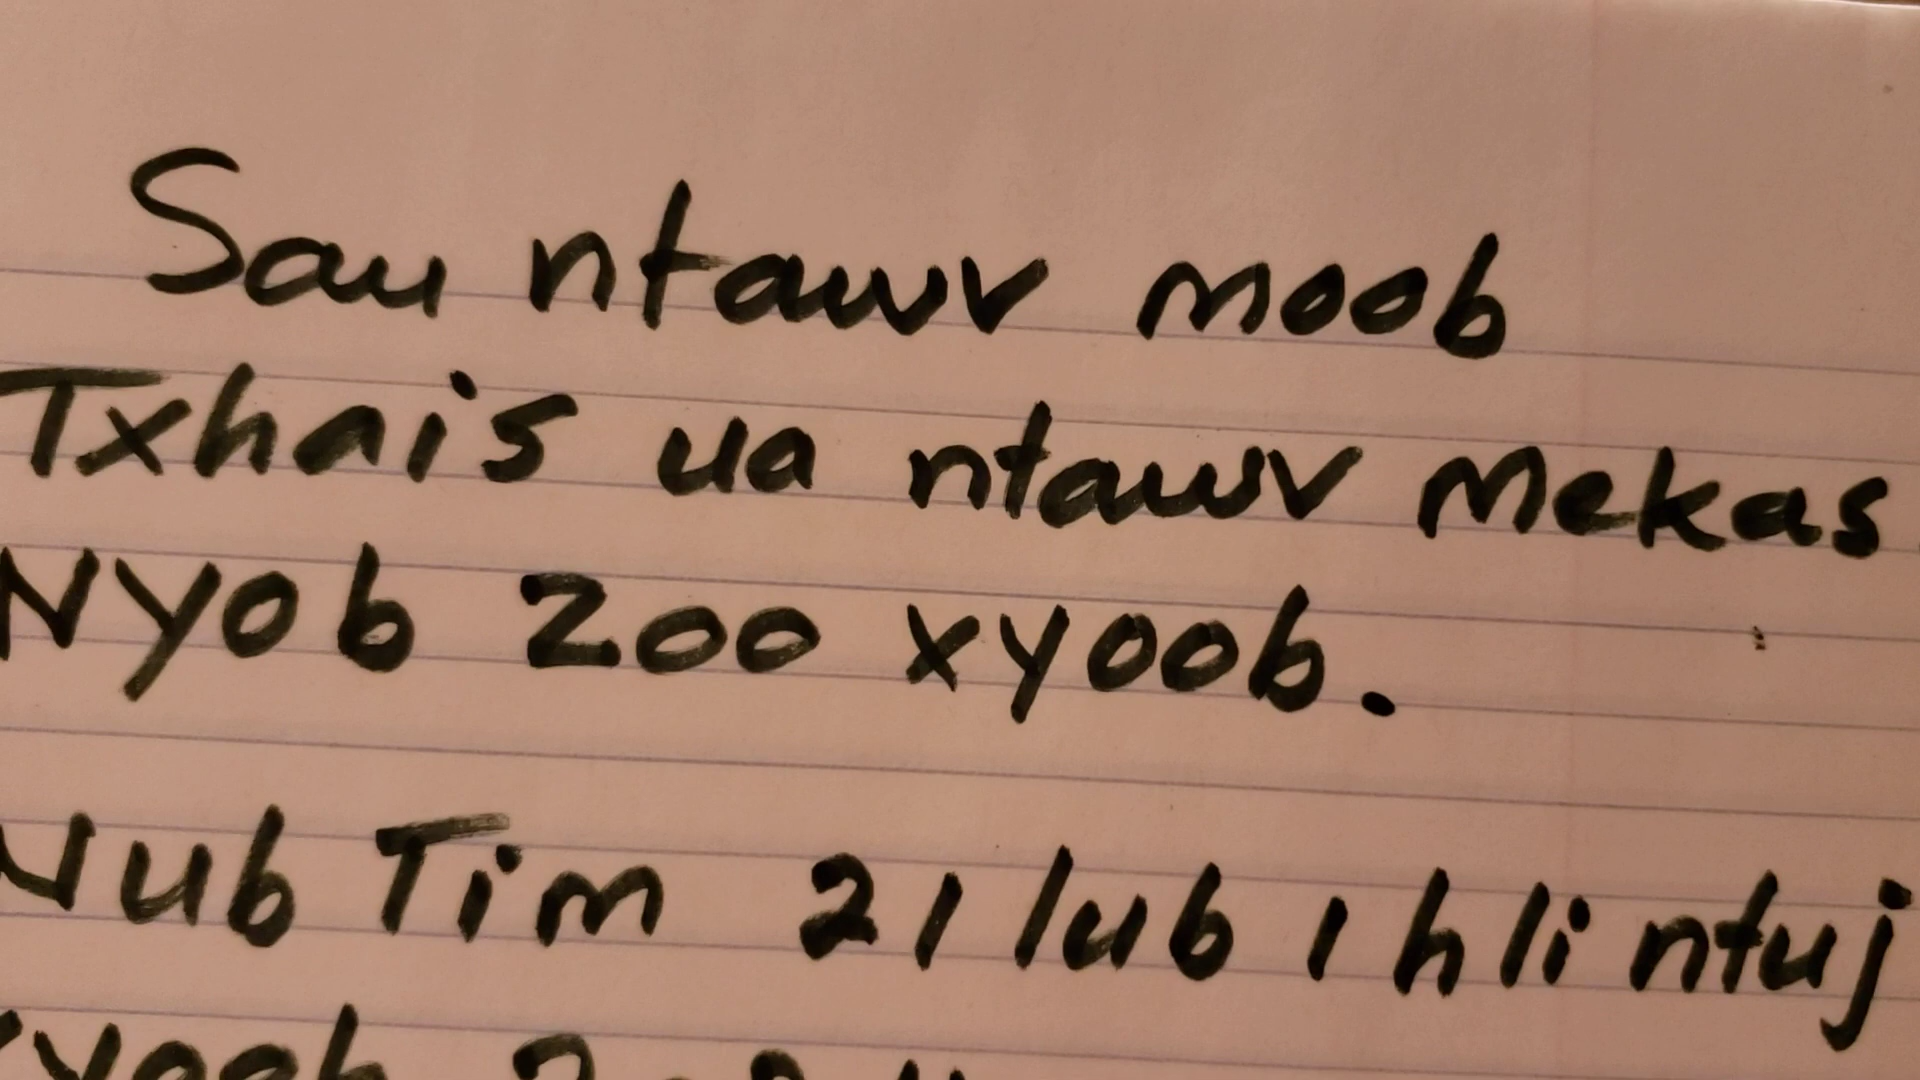 Sau ntawv moob
Txhais ua ntawv Mekas.
NYob Zoo xyoob.
Nub Tim 21 lub 1 hli ntuj